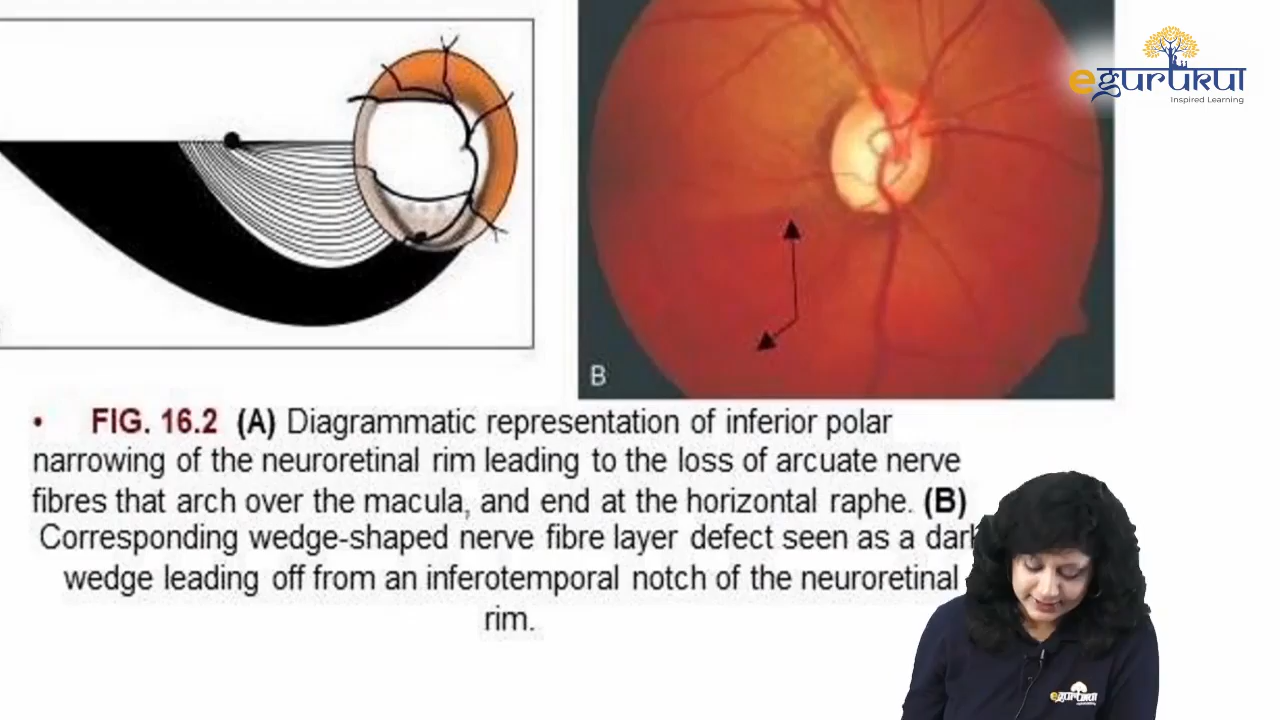 egurukul
Inspired Learning
B
• FIG. 16.2 (A) Diagrammatic representation of inferior polar
narrowing of the neuroretinal rim leading to the loss of arcuate nerve
fibres that arch over the macula, and end at the horizontal raphe. (B)
Corresponding wedge-shaped nerve fibre layer defect seen as a dark
wedge leading off from an inferotemporal notch of the neuroretinal
rim.
egurukul